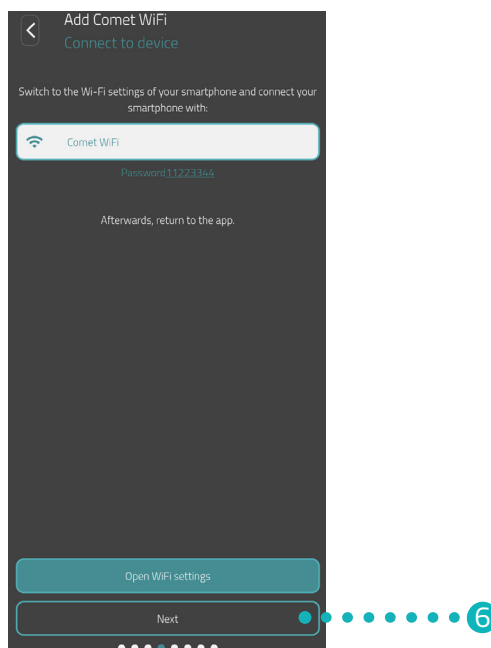 Add Comet WiFi
Connect to device
Switch to the Wi-Fi settings of your smartphone and connect your
smartphone with:
Comet WiFi
Password 11223344
Afterwards, return to the app.
Open WiFi settings
Next
6